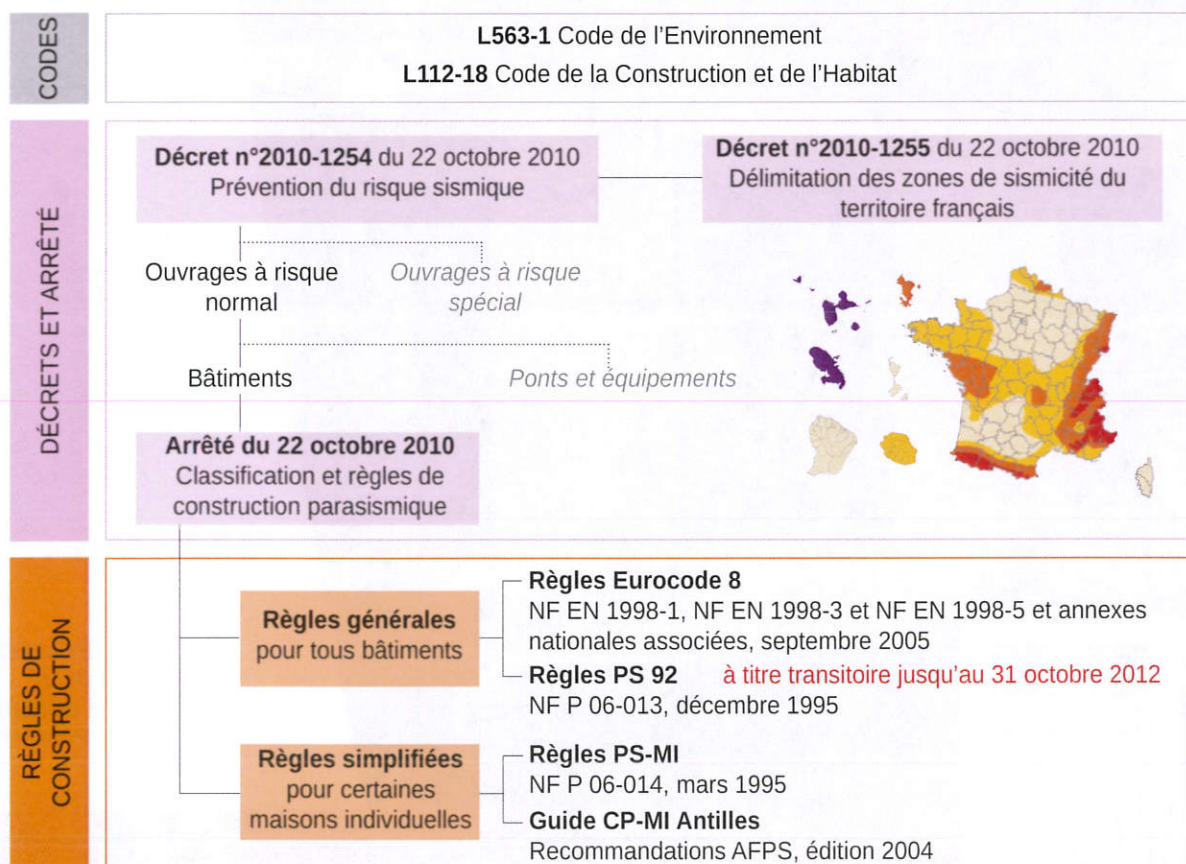 CODES
L563-1 Code de l'Environnement
L112-18 Code de la Construction et de l'Habitat
DÉCRETS ET ARRÊTÉ
Décret n°2010-1254 du 22 octobre 2010
Prévention du risque sismique
Décret n°2010-1255 du 22 octobre 2010
Délimitation des zones de sismicité du
territoire français
Ouvrages à risque
normal
Ouvrages à risque
spécial
Bâtiments
Ponts et équipements
Arrêté du 22 octobre 2010
Classification et règles de
construction parasismique
RÈGLES DE
CONSTRUCTION
Règles générales
pour tous bâtiments
Règles Eurocode 8
NF EN 1998-1, NF EN 1998-3 et NF EN 1998-5 et annexes
nationales associées, septembre 2005
Règles PS 92 à titre transitoire jusqu'au 31 octobre 2012
NF P 06-013, décembre 1995
Règles simplifiées
pour certaines
maisons individuelles
Règles PS-MI
NF P 06-014, mars 1995
Guide CP-MI Antilles
Recommandations AFPS, édition 2004